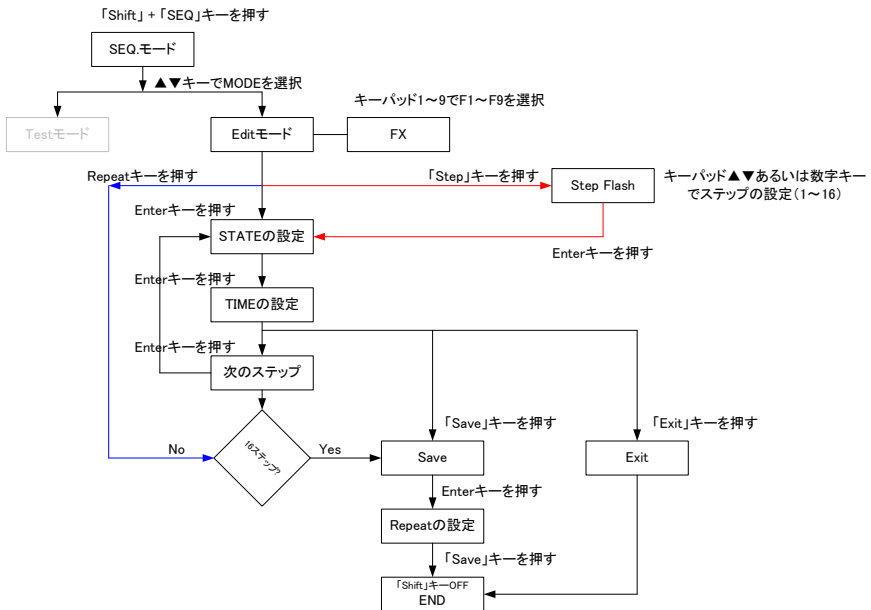 「Shift」 + 「SEQ」キーを押す
SEQ.モード
▲▼キーでMODEを選択
Testモード
Editモード
キーパッド1～9でF1～F9を選択
FX
Repeatキーを押す
「Step」キーを押す
Step Flash
キーパッド▲▼あるいは数字キー
でステップの設定(1～16)
Enterキーを押す
STATEの設定
Enterキーを押す
Enterキーを押す
TIMEの設定
Enterキーを押す
次のステップ
「Save」キーを押す
「Exit」キーを押す
No
16ステップ?
Yes
Save
Exit
Enterキーを押す
Repeatの設定
「Save」キーを押す
「Shift」キーOFF
END